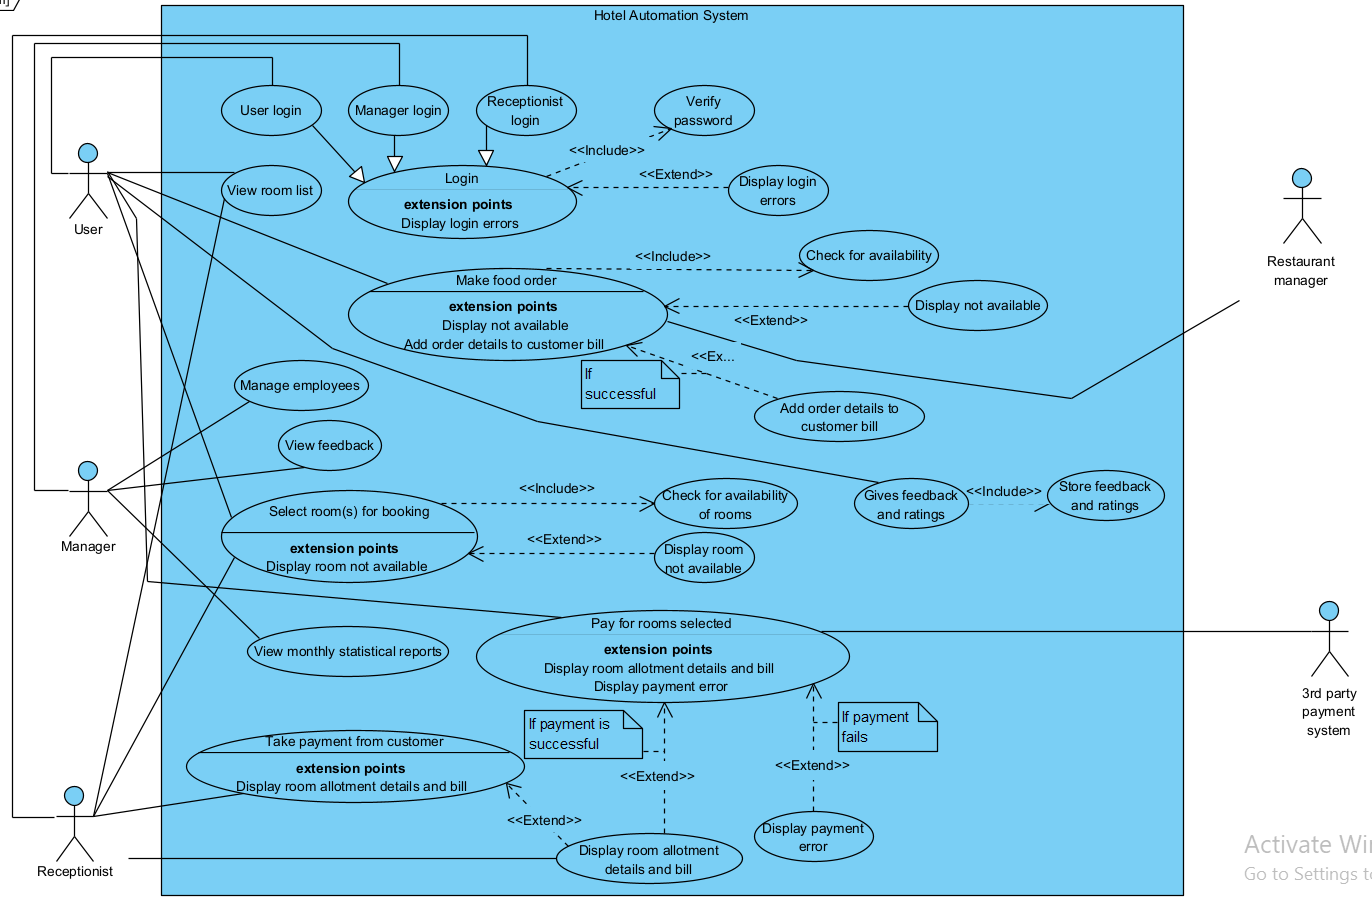 Hotel Automation System
User login
Manager login
Receptionist
login
Verify
password
<<Include>>
<<Extend>>
Display login
errors
Login
extension points
Display login errors
View room list
User
Restaurant
manager
<<Include>>
Check for availability
Make food order
extension points
Display not available
Add order details to customer bill
Display not available
<<Extend>>
<<Ex...
If
successful
Add order details to
customer bill
Manage employees
View feedback
Manager
Select room(s) for booking
extension points
Display room not available
<<Include>>
Check for availability
of rooms
<<Extend>>
Display room
not available
Gives feedback
and ratings
<<Include>>
Store feedback
and ratings
View monthly statistical reports
Pay for rooms selected
extension points
Display room allotment details and bill
Display payment error
3rd party
payment
system
If payment is
successful
If payment
fails
Take payment from customer
extension points
Display room allotment details and bill
<<Extend>>
<<Extend>>
<<Extend>>
Display payment
error
Display room allotment
details and bill
Receptionist
Activate Wi
Go to Settings t